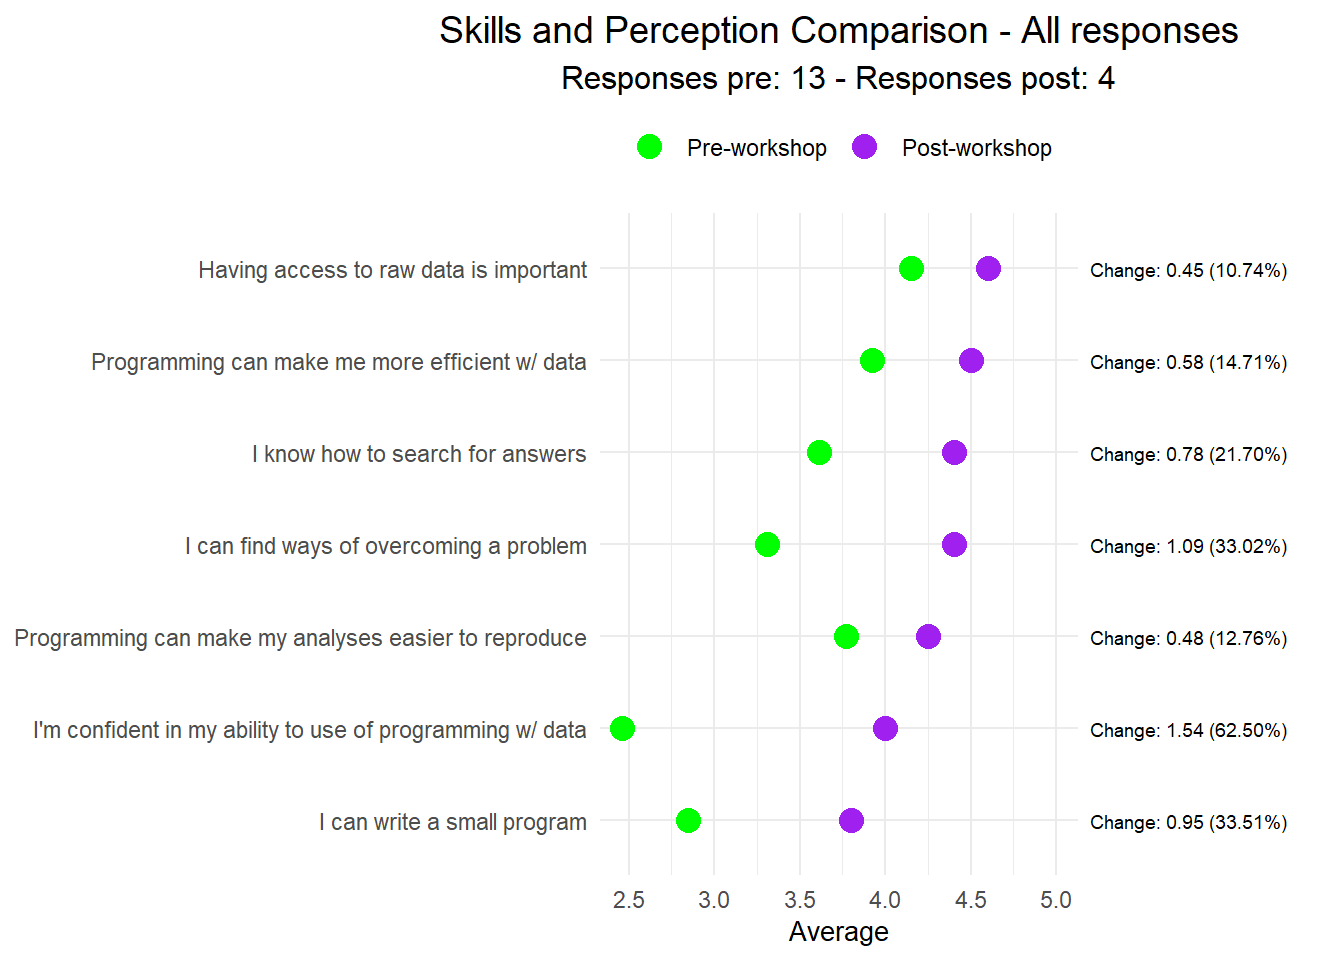 Skills and Perception Comparison - All responses
Responses pre: 13 - Responses post: 4
Pre-workshop Post-workshop
Having access to raw data is important Change: 0.45 (10.74%)
Programming can make me more efficient w/ data Change: 0.58 (14.71%)
I know how to search for answers Change: 0.78 (21.70%)
I can find ways of overcoming a problem Change: 1.09 (33.02%)
Programming can make my analyses easier to reproduce Change: 0.48 (12.76%)
I'm confident in my ability to use of programming w/ data Change: 1.54 (62.50%)
I can write a small program Change: 0.95 (33.51%)
2.5 3.0 3.5 4.0 4.5 5.0
Average